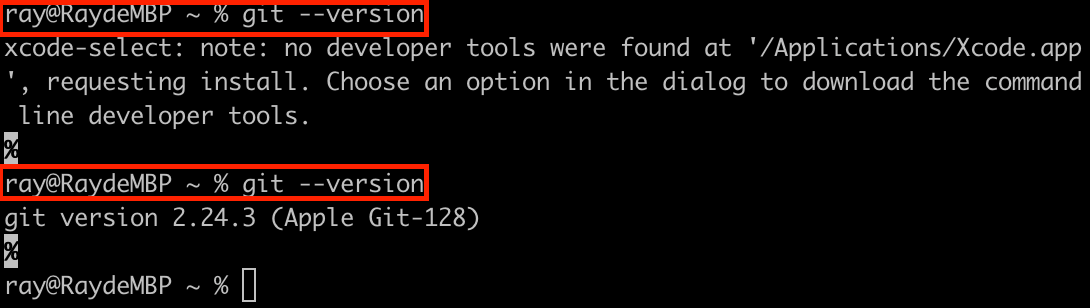 ray@RaydeMBP ~ % git --version
xcode-select: note: no developer tools were found at '/Applications/Xcode.app
', requesting install. Choose an option in the dialog to download the command
 line developer tools.
%
ray@RaydeMBP ~ % git --version
git version 2.24.3 (Apple Git-128)
%
ray@RaydeMBP ~ %